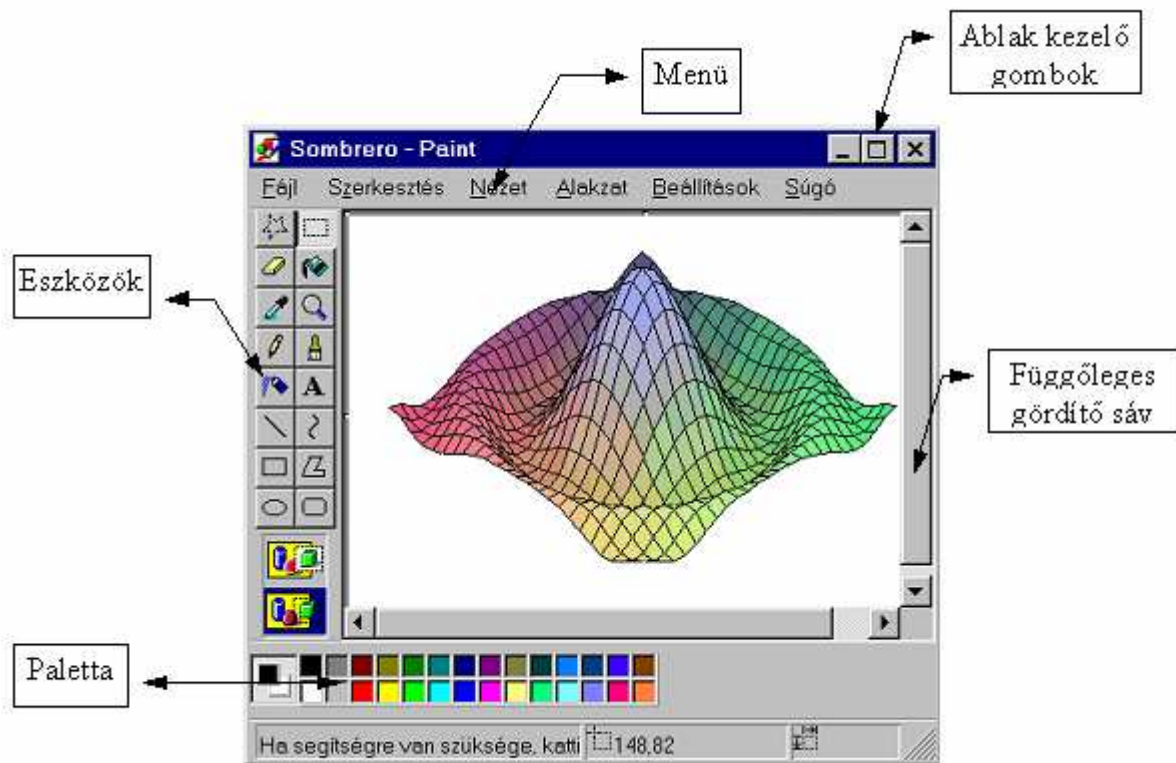 Ablak kezelő
gombok
Menü
Sombrero - Paint
Fájl Szerkesztés Nézet Alakzat Beállítások Súgó
Eszközök
A
Függőleges
gördítő sáv
Paletta
Ha segítségre van szüksége, katti
148,82